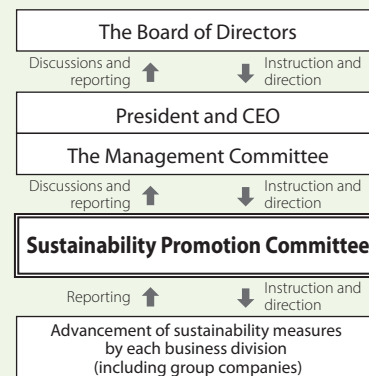 The Board of Directors
Discussions and
reporting
Instruction and
direction
President and CEO
The Management Committee
Discussions and
reporting
Instruction and
direction
Sustainability Promotion Committee
Reporting
Instruction and
direction
Advancement of sustainability measures
by each business division
(including group companies)